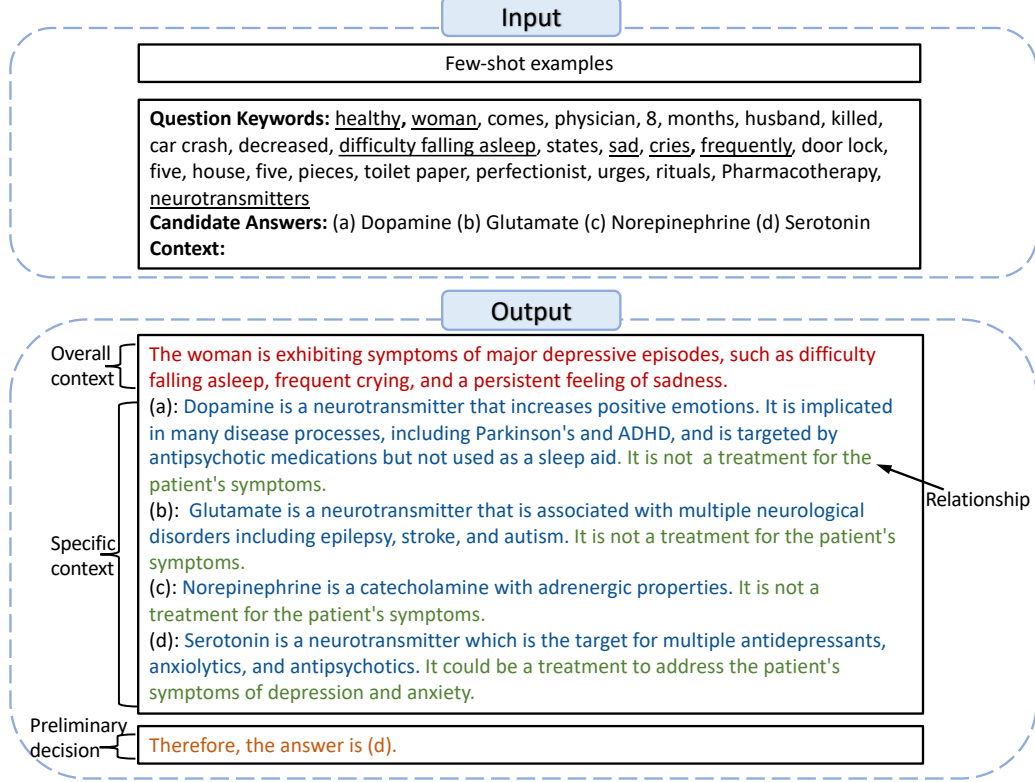 Input
Few-shot examples
Question Keywords: healthy, woman, comes, physician, 8, months, husband, killed,
car crash, decreased, difficulty falling asleep, states, sad, cries, frequently, door lock,
five, house, five, pieces, toilet paper, perfectionist, urges, rituals, Pharmacotherapy,
neurotransmitters
Candidate Answers: (a) Dopamine (b) Glutamate (c) Norepinephrine (d) Serotonin
Context:
Output
Overall
context
The woman is exhibiting symptoms of major depressive episodes, such as difficulty
falling asleep, frequent crying, and a persistent feeling of sadness.
Specific
context
(a): Dopamine is a neurotransmitter that increases positive emotions. It is implicated
in many disease processes, including Parkinson's and ADHD, and is targeted by
antipsychotic medications but not used as a sleep aid. It is not a treatment for the
patient's symptoms.
Relationship
(b): Glutamate is a neurotransmitter that is associated with multiple neurological
disorders including epilepsy, stroke, and autism. It is not a treatment for the patient's
symptoms.
(c): Norepinephrine is a catecholamine with adrenergic properties. It is not a
treatment for the patient's symptoms.
(d): Serotonin is a neurotransmitter which is the target for multiple antidepressants,
anxiolytics, and antipsychotics. It could be a treatment to address the patient's
symptoms of depression and anxiety.
Preliminary
decision
Therefore, the answer is (d).